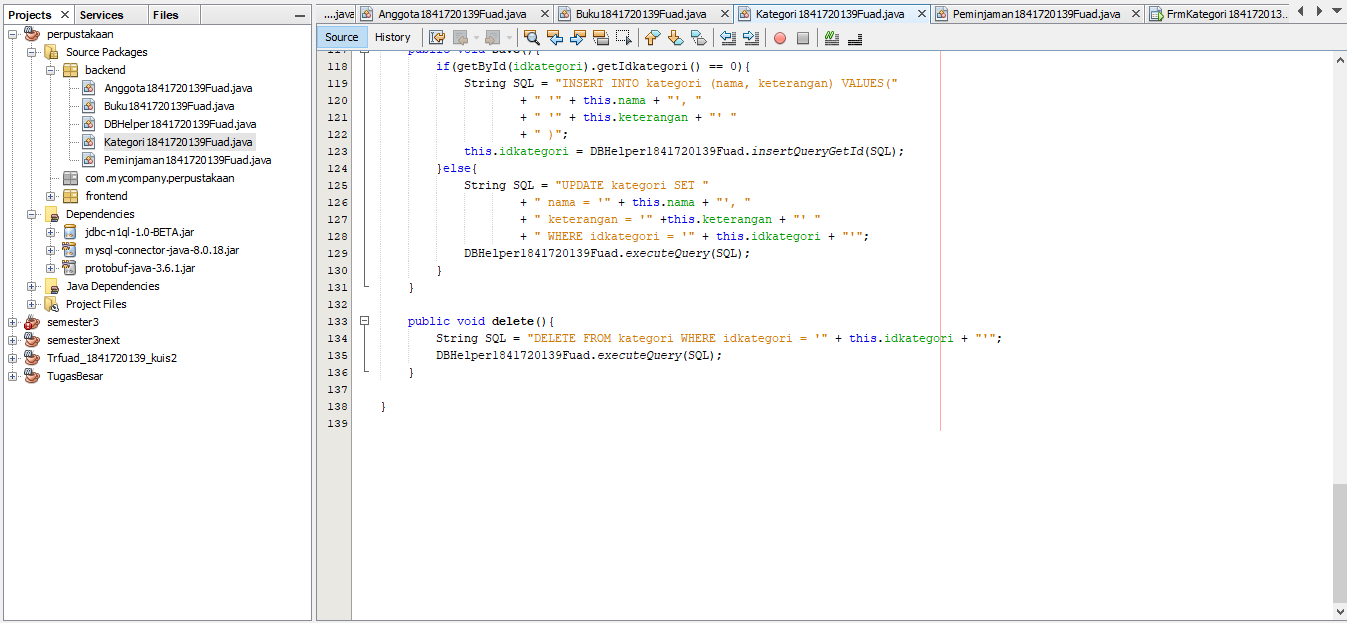 Projects
Services
Files
perpustakaan
Source Packages
backend
Anggota1841720139Fuad.java
Buku1841720139Fuad.java
DBHelper1841720139Fuad.java
Kategori1841720139Fuad.java
Peminjaman1841720139Fuad.java
com.mycompany.perpustakaan
frontend
Dependencies
jdbc-n1ql-1.0-BETA.jar
mysql-connector-java-8.0.18.jar
protobuf-java-3.6.1.jar
Java Dependencies
Project Files
semester3
semester3next
Trfuad_1841720139_kuis2
TugasBesar
....java Anggota1841720139Fuad.java Buku1841720139Fuad.java Kategori1841720139Fuad.java Peminjaman1841720139Fuad.java FrmKategori184172013...
Source History
117 public void save(){
118 if(getById(idkategori).getIdkategori() == 0){
119 String SQL = "INSERT INTO kategori (nama, keterangan) VALUES("
120 + " '" + this.nama + "', "
121 + " '" + this.keterangan + "' "
122 + " )";
123 this.idkategori = DBHelper1841720139Fuad.insertQueryGetId(SQL);
124 }else{
125 String SQL = "UPDATE kategori SET "
126 + " nama = '" + this.nama + "', "
127 + " keterangan = '" +this.keterangan + "' "
128 + " WHERE idkategori = '" + this.idkategori + "'";
129 DBHelper1841720139Fuad.executeQuery(SQL);
130 }
131 }
132
133 public void delete(){
134 String SQL = "DELETE FROM kategori WHERE idkategori = '" + this.idkategori + "'";
135 DBHelper1841720139Fuad.executeQuery(SQL);
136 }
137
138 }
139